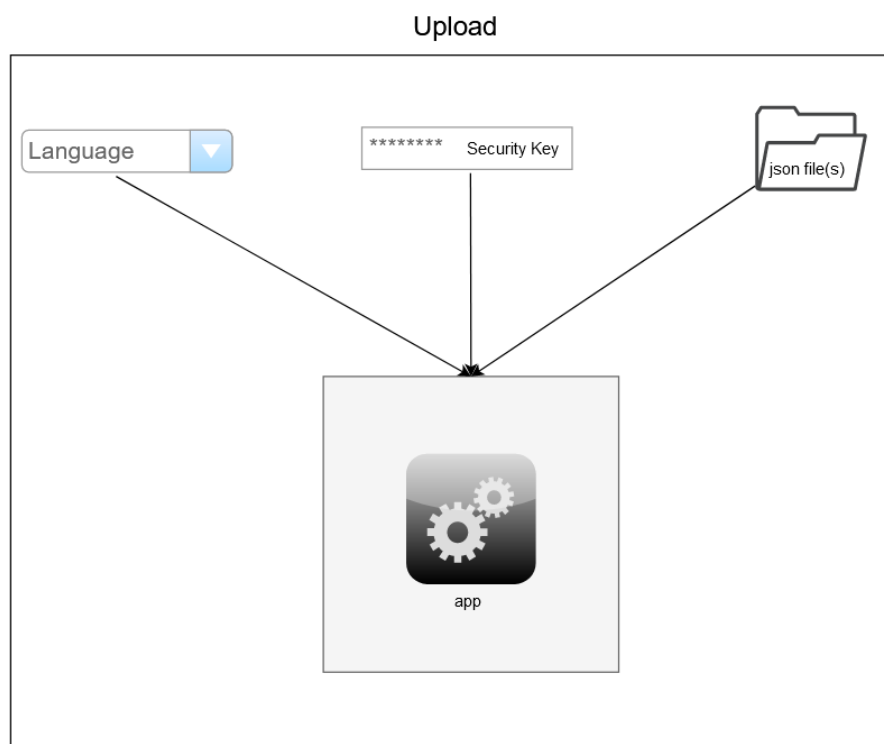 Upload
Language
******** Security Key
json file(s)
app